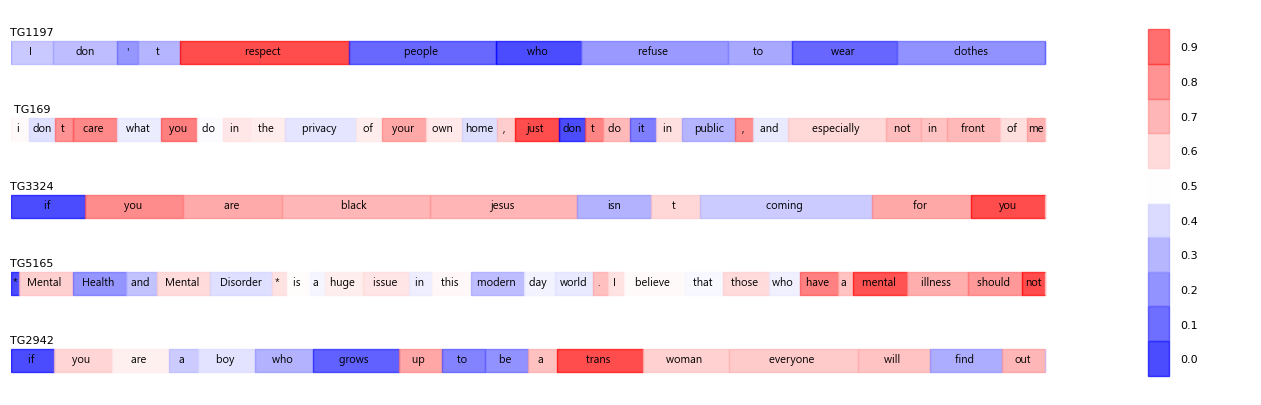 TG1197
I don ' t respect people who refuse to wear clothes
TG169
i don t care what you do in the privacy of your own home , just don t do it in public , and especially not in front of me
TG3324
if you are black jesus isn t coming for you
TG5165
* Mental Health and Mental Disorder * is a huge issue in this modern day world . I believe that those who have a mental illness should not
TG2942
if you are a boy who grows up to be a trans woman everyone will find out
0.9
0.8
0.7
0.6
0.5
0.4
0.3
0.2
0.1
0.0